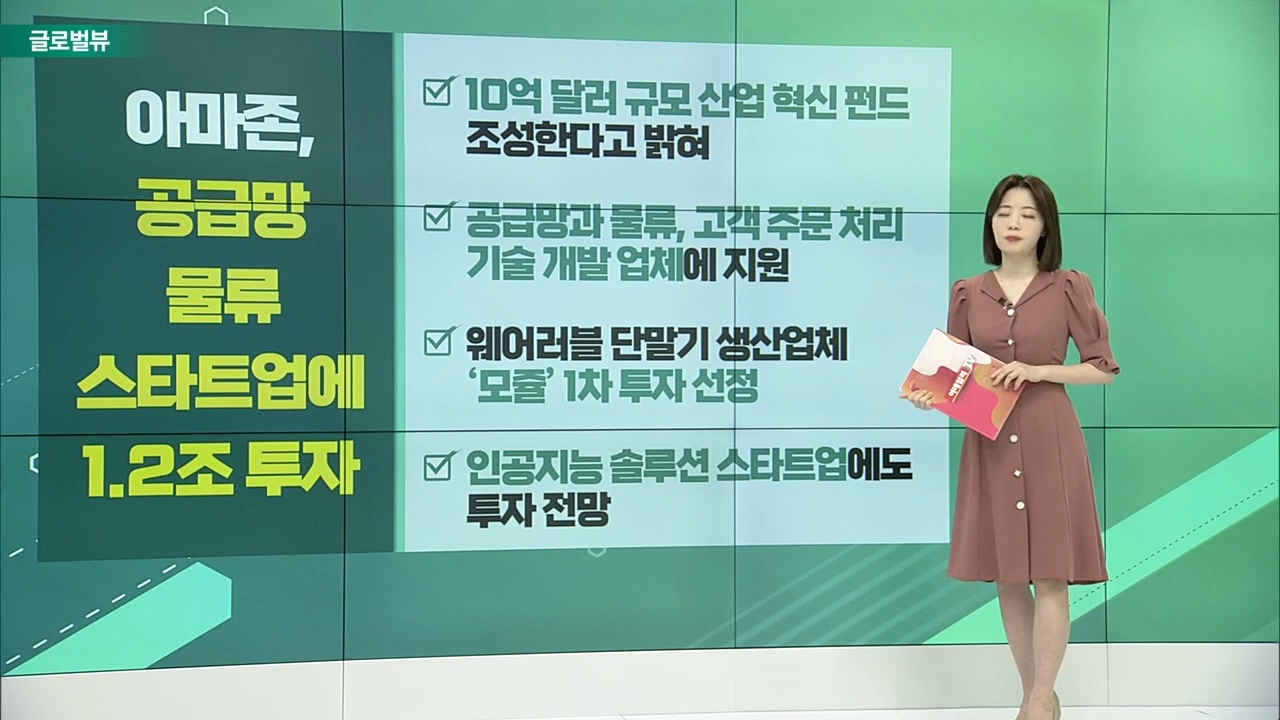 글로벌뷰
아마존,
공급망
물류
스타트업에
1.2조 투자
10억 달러 규모 산업 혁신 펀드
조성한다고 밝혀
공급망과 물류, 고객 주문 처리
기술 개발 업체에 지원
웨어러블 단말기 생산업체
‘모쥴’ 1차 투자 선정
인공지능 솔루션 스타트업에도
투자 전망